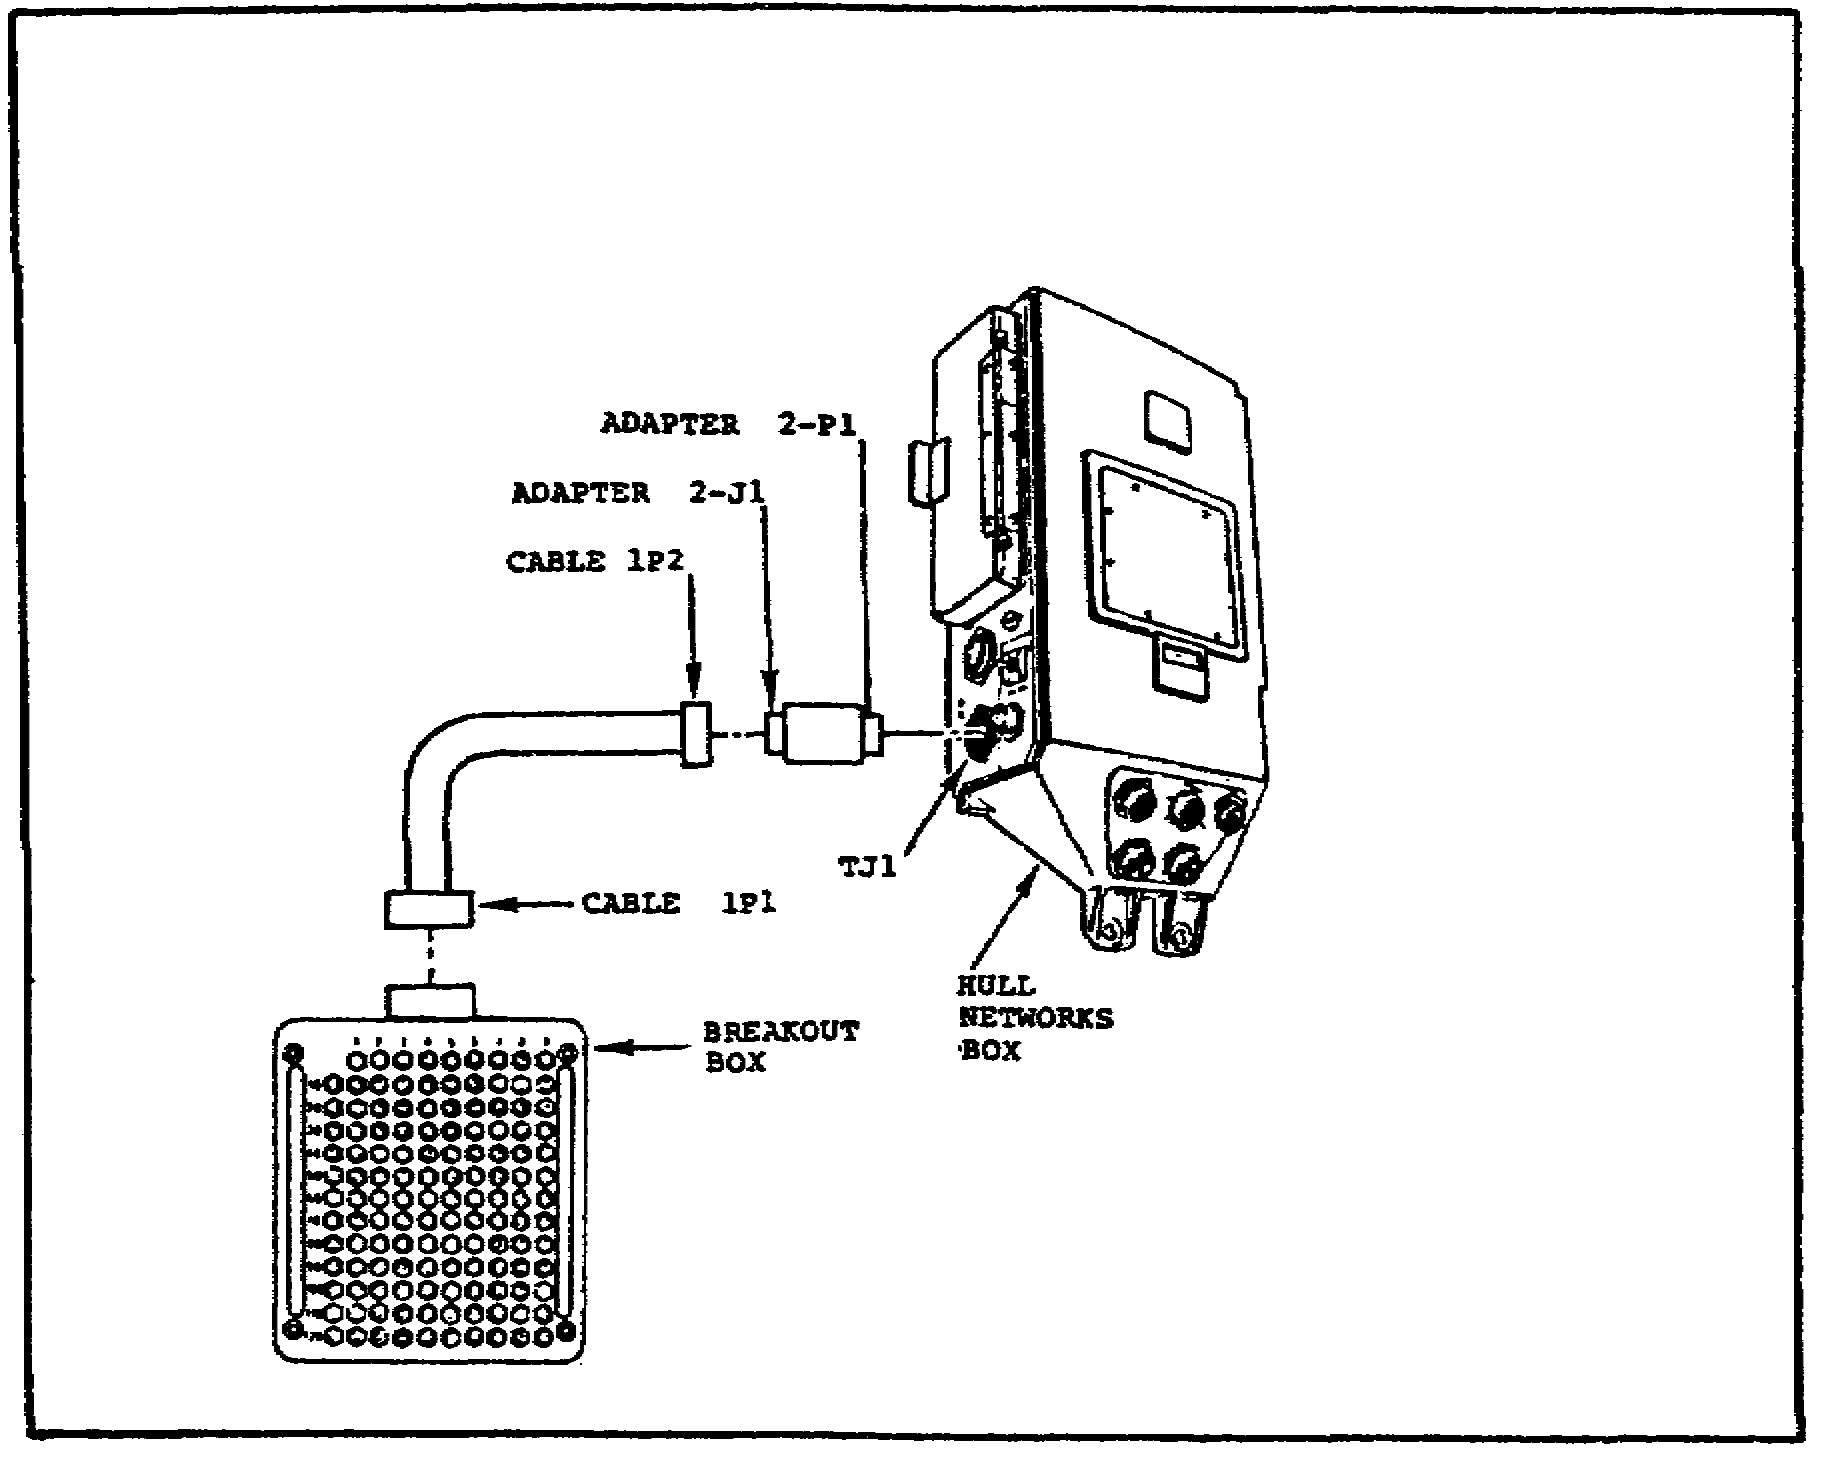 ADAPTER 2-P1
ADAPTER 2-J1
CABLE 1P2
TJ1
CABLE 1P1
HULL
NETWORKS
BOX
BREAKOUT
BOX